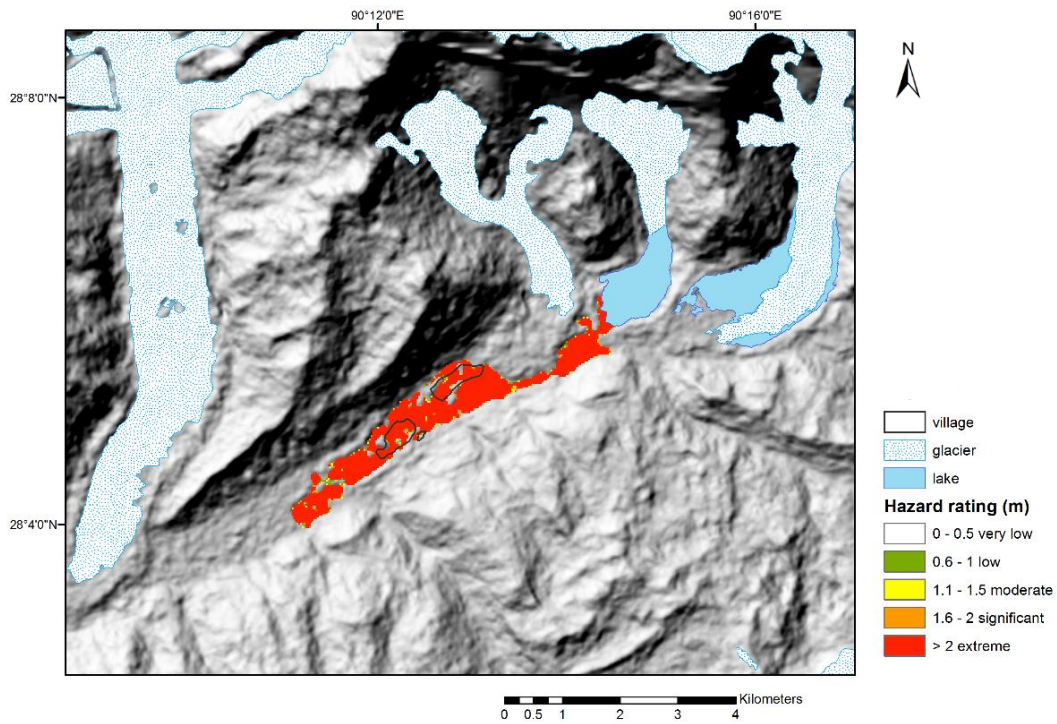 90°12'0"E 90°16'0"E
N
28°8'0"N
28°4'0"N
village
glacier
lake
Hazard rating (m)
0 - 0.5 very low
0.6 - 1 low
1.1 - 1.5 moderate
1.6 - 2 significant
> 2 extreme
Kilometers
0 0.5 1 2 3 4